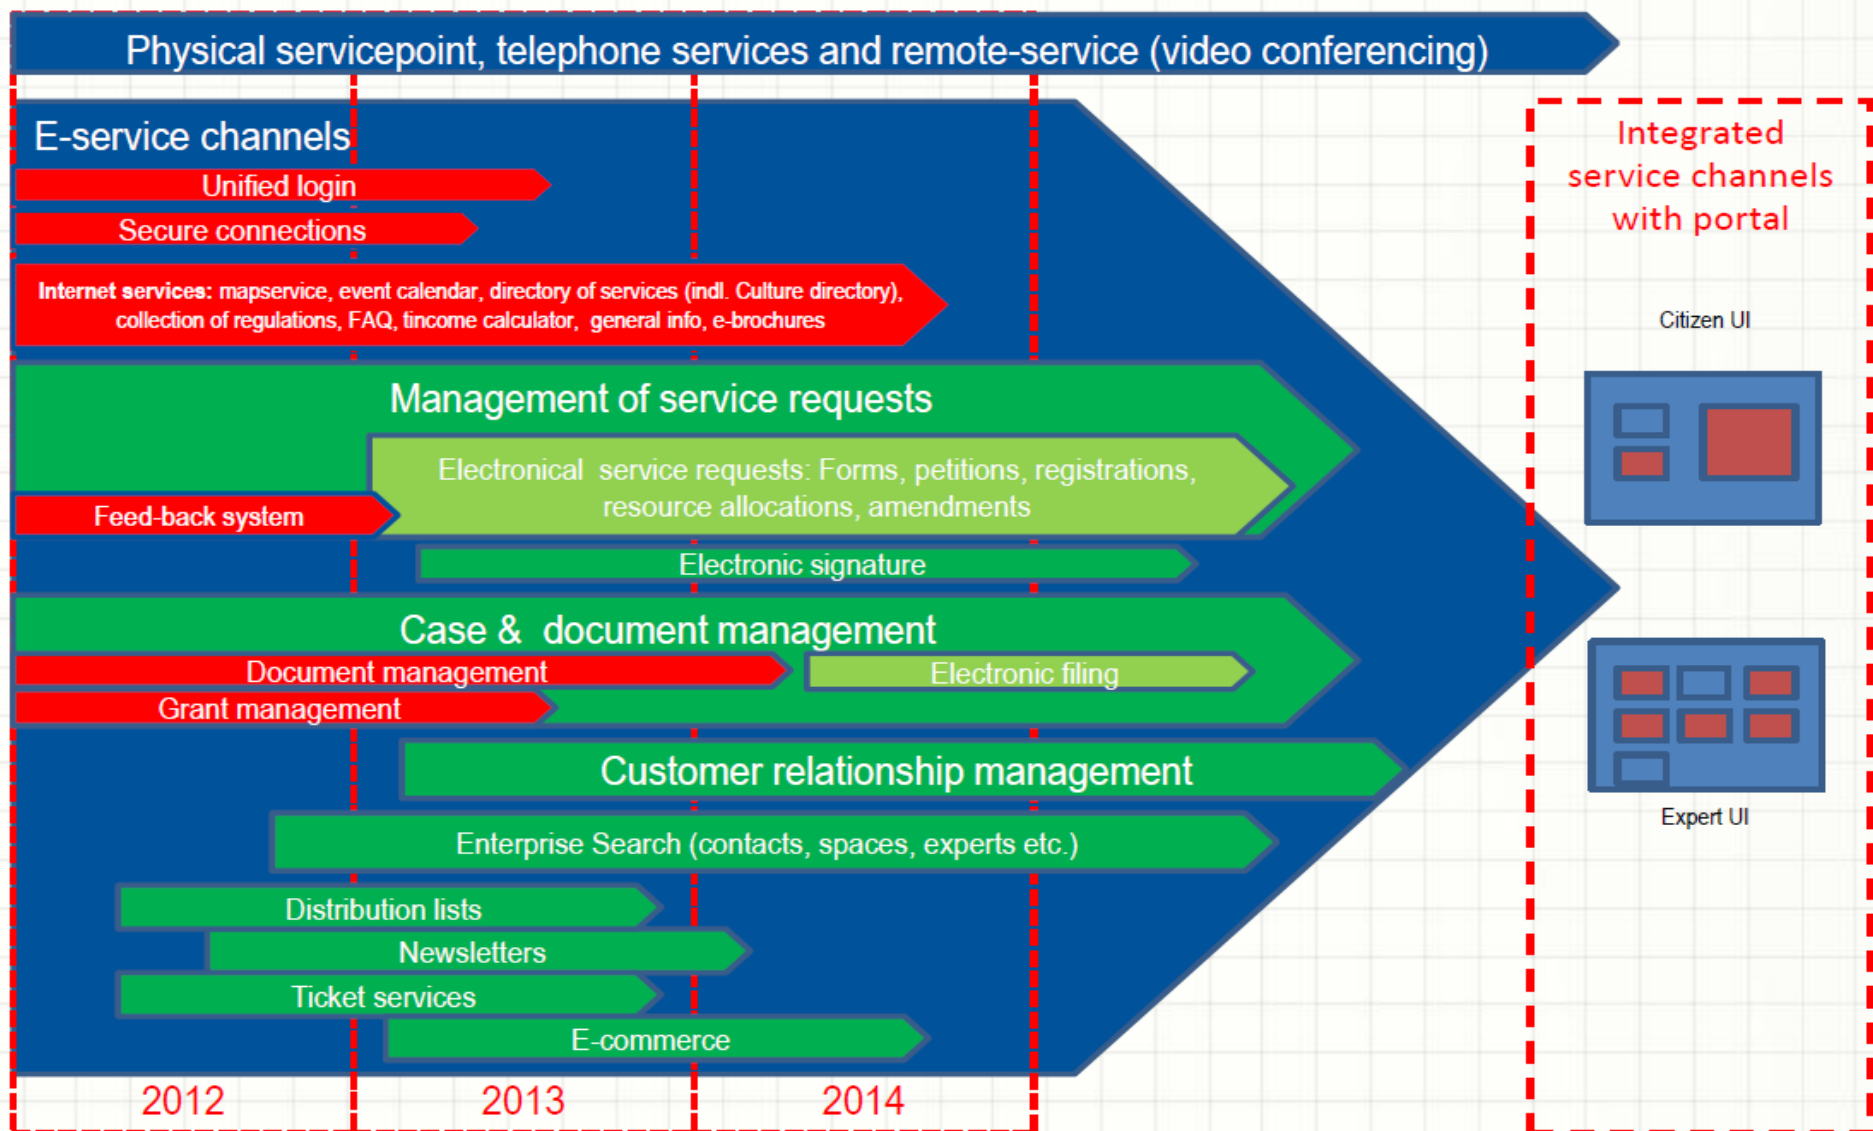 Physical servicepoint, telephone services and remote-service (video conferencing)
E-service channels
Unified login
Secure connections
Internet services: mapservice, event calendar, directory of services (indl. Culture directory),
collection of regulations, FAQ, tincome calculator, general info, e-brochures
Management of service requests
Electronical service requests: Forms, petitions, registrations,
resource allocations, amendments
Feed-back system
Electronic signature
Case & document management
Document management
Electronic filing
Grant management
Customer relationship management
Enterprise Search (contacts, spaces, experts etc.)
Distribution lists
Newsletters
Ticket services
E-commerce
2012
2013
2014
Integrated
service channels
with portal
Citizen UI
Expert UI